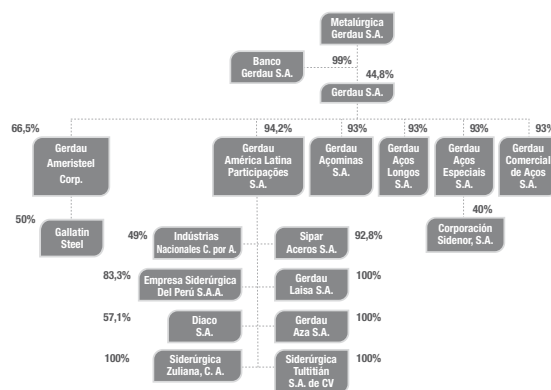 Metalúrgica
Gerdau S.A.
99%
Banco
Gerdau S.A.
44,8%
Gerdau S.A.
66,5%
94,2%
93%
93%
93%
93%
Gerdau
Ameristeel
Corp.
Gerdau
América Latina
Participações
S.A.
Gerdau
Açominas
S.A.
Gerdau
Aços
Longos
S.A.
Gerdau
Aços
Especiais
S.A.
Gerdau
Comercial
de Aços S.A.
50%
Gallatin
Steel
40%
Corporación
Sidenor, S.A.
49%
Indústrias
Nacionales C. por A.
Sipar
Aceros S.A.
92,8%
83,3%
Empresa Siderúrgica
Del Perú S.A.A.
Gerdau
Laisa S.A.
100%
57,1%
Diaco
S.A.
Gerdau
Aza S.A.
100%
100%
Siderúrgica
Zuliana, C. A.
Siderúrgica
Tultitián
S.A. de CV
100%